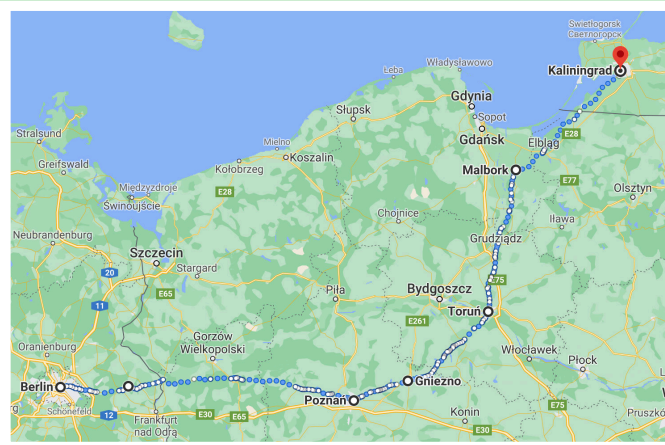 Świetłogorsk
Светлогорск
Kaliningrad
Władysławowo
Łeba
Gdynia
Sopot
Słupsk
Gdańsk
Elbląg
E28
Stralsund
Mielno
Koszalin
Malbork
Greifswald
Kołobrzeg
E77
Międzyzdroje
E28
Olsztyn
Świnoujście
Chojnice
Iława
Neubrandenburg
Grudziądz
Szczecin
20
Stargard
E75
Piła
Bydgoszcz
E65
11
Toruń
E261
Gorzów
Wielkopolski
Włocławek
Oranienburg
Płock
Berlin
Gniezno
Poznań
Schönefeld
12
Frankfurt
nad Odrą
E30
E65
Konin
E75
E30
Pruszkó